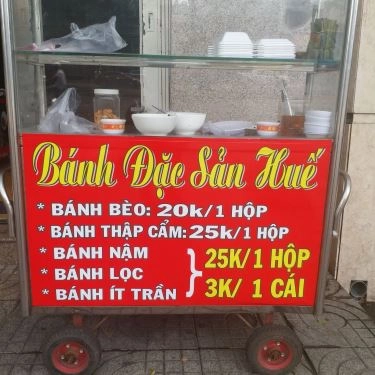 Bánh Đặc Sản Huế
* BÁNH BÈO: 20k/1 HỘP
* BÁNH THẬP CẨM: 25k/1 HỘP
* BÁNH NẬM
* BÁNH LỌC
* BÁNH ÍT TRẦN
25K/1 HỘP
3K/ 1 CÁI